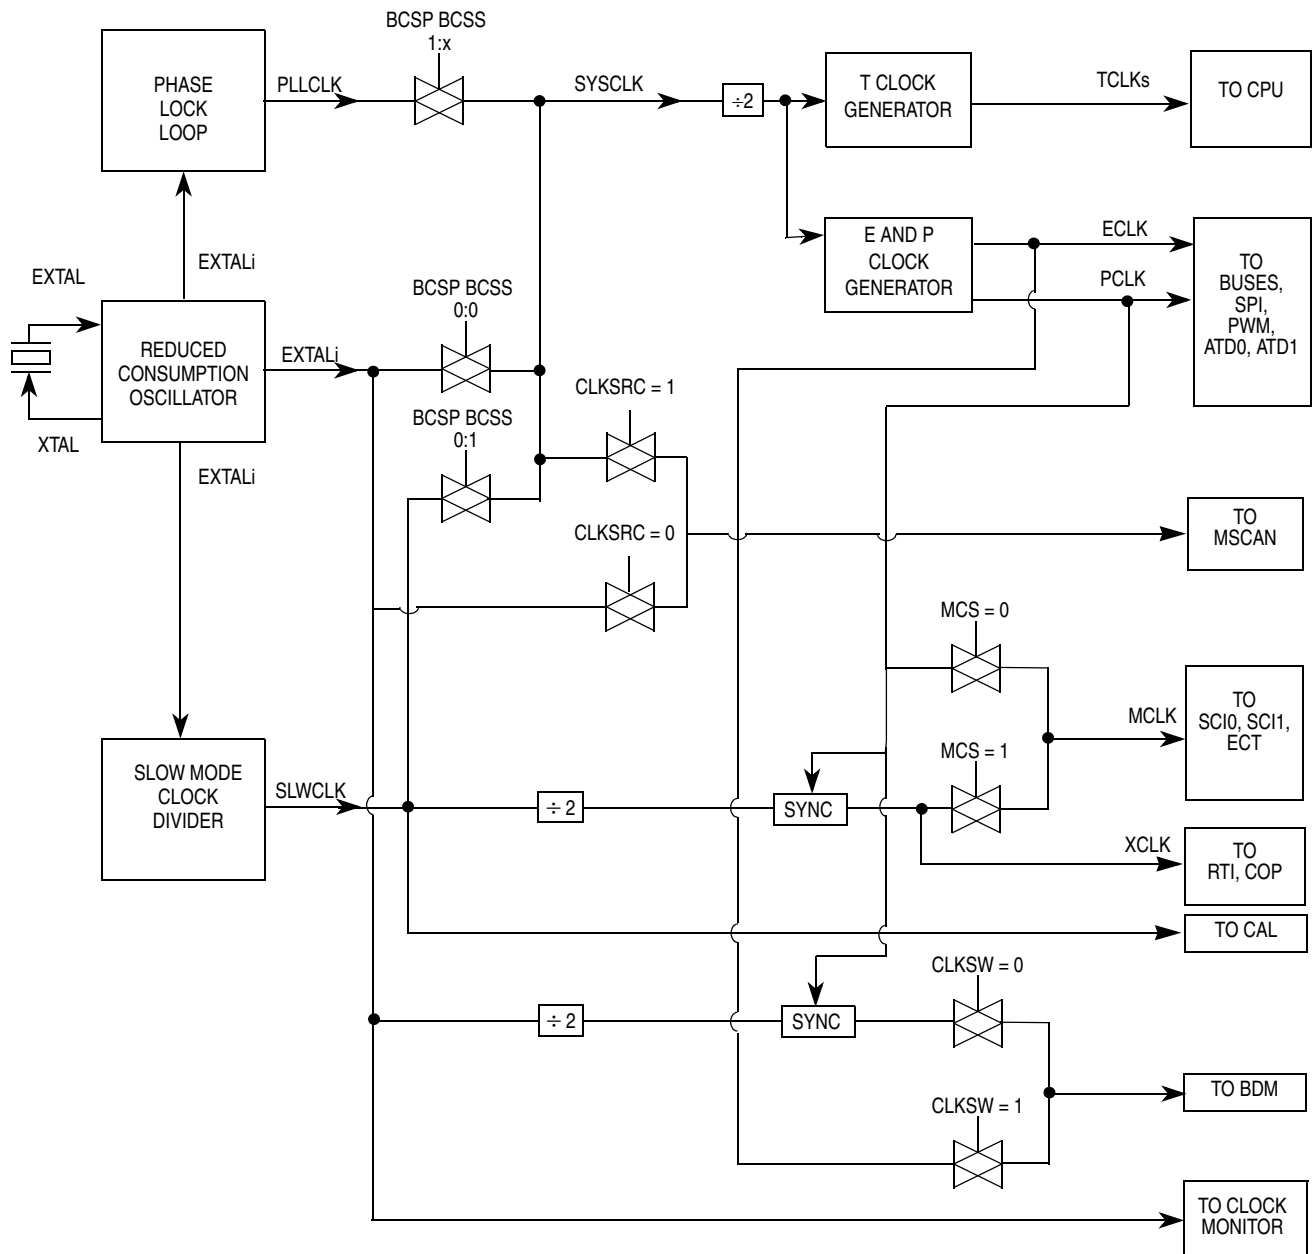 BCSP BCSS
1:x
PHASE
LOCK
LOOP
PLLCLK
SYSCLK
÷2
T CLOCK
GENERATOR
TCLKs
TO CPU
EXTALi
E AND P
CLOCK
GENERATOR
ECLK
PCLK
TO
BUSES,
SPI,
PWM,
ATD0, ATD1
EXTAL
XTAL
REDUCED
CONSUMPTION
OSCILLATOR
EXTALi
BCSP BCSS
0:0
BCSP BCSS
0:1
CLKSRC = 1
EXTALi
CLKSRC = 0
TO
MSCAN
MCS = 0
MCS = 1
MCLK
TO
SCI0, SCI1,
ECT
SLOW MODE
CLOCK
DIVIDER
SLWCLK
÷ 2
SYNC
XCLK
TO
RTI, COP
TO CAL
CLKSW = 0
÷ 2
SYNC
CLKSW = 1
TO BDM
TO CLOCK
MONITOR